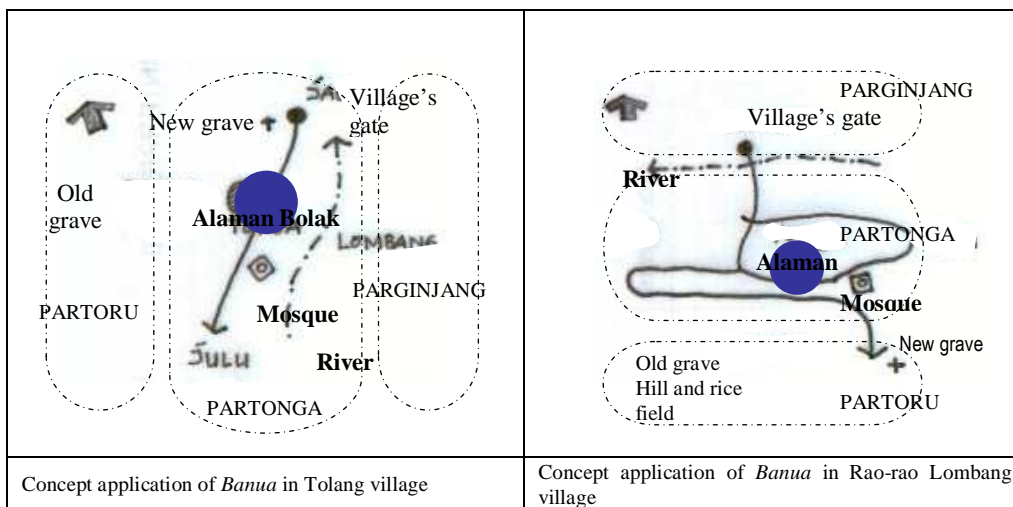 Village's
gate
New grave
Old
grave
Alaman Bolak
LOMBANG
PARGINJANG
PARTORU
Mosque
JULU
River
PARTONGA
Concept application of Banua in Tolang village
PARGINJANG
Village's gate
River
PARTONGA
Alaman
Mosque
New grave
Old grave
Hill and rice
field
PARTORU
Concept application of Banua in Rao-rao Lombang
village